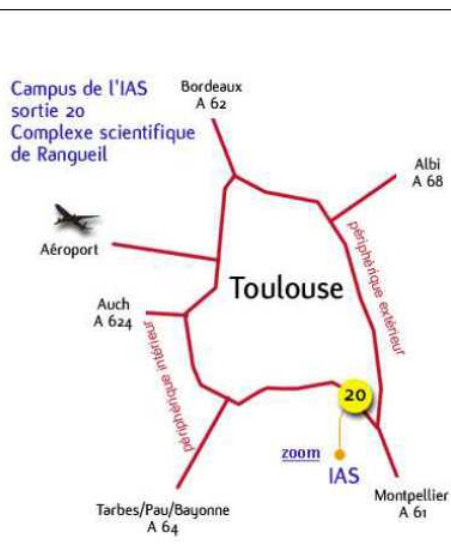 Campus de l'IAS
sortie 20
Complexe scientifique
de Rangueil
Bordeaux
A 62
Albi
A 68
Aéroport
périphérique extérieur
Toulouse
Auch
A 624
périphérique intérieur
20
zoom
IAS
Montpellier
A 61
Tarbes/Pau/Bayonne
A 64